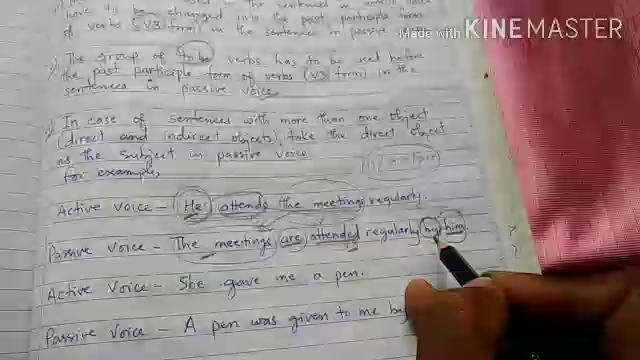 have to be changed into the past participle form
of verbs (V3 form) in the sentences in passive
Made with KINEMASTER
The group of "to be" verbs has to be used before
the past participle form of verbs (V3 form) in the
sentences in passive voice.
In case of sentences with more than one object
(direct and indirect objects), take the direct object
as the subject in passive voice
for example,
Active voice - He attends the meetings regularly.
Passive voice - The meetings are attended regularly by him.
Active voice - She gave me a pen.
Passive voice - A pen was given to me by